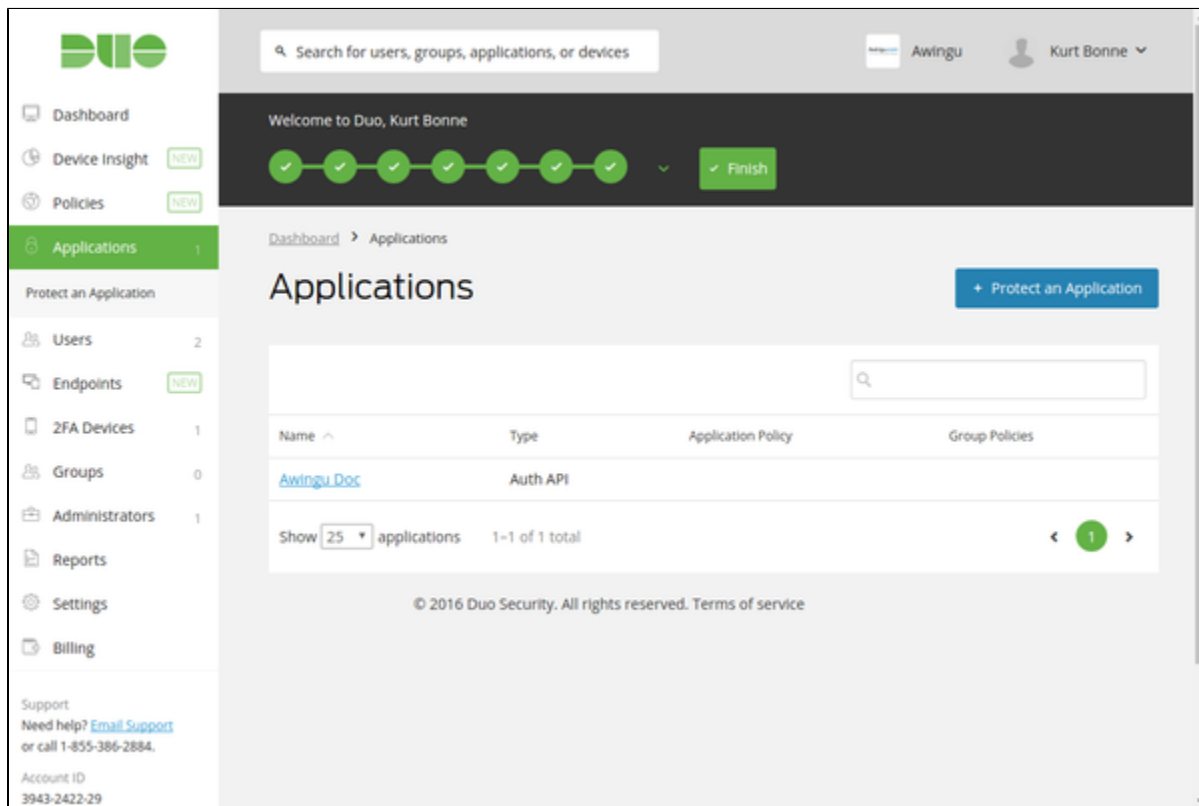 DUO
Search for users, groups, applications, or devices
Awingu
Kurt Bonne
Dashboard
Device Insight NEW
Policies NEW
Applications 1
Protect an Application
Users 2
Endpoints NEW
2FA Devices 1
Groups 0
Administrators 1
Reports
Settings
Billing
Support
Need help? Email Support
or call 1-855-386-2884.
Account ID
3943-2422-29
Welcome to Duo, Kurt Bonne
Finish
Dashboard > Applications
Applications
+ Protect an Application
Name Type Application Policy Group Policies
Awingu Doc Auth API
Show 25 applications 1-1 of 1 total
1
© 2016 Duo Security. All rights reserved. Terms of service